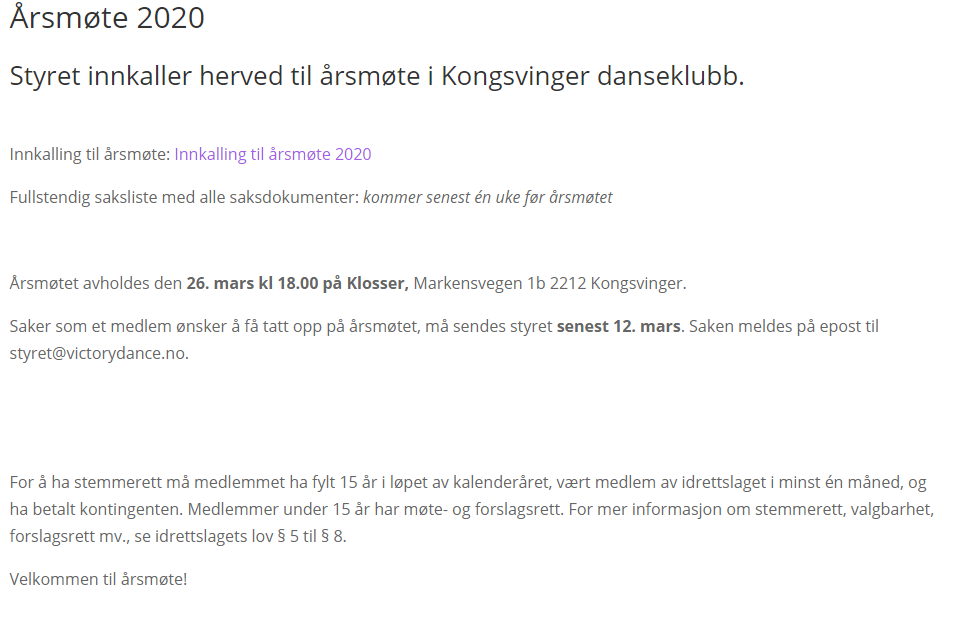 Årsmøte 2020
Styret innkaller herved til årsmøte i Kongsvinger danseklubb.
Innkalling til årsmøte: Innkalling til årsmøte 2020
Fullstendig saksliste med alle saksdokumenter: kommer senest én uke før årsmøtet
Årsmøtet avholdes den 26. mars kl 18.00 på Klosser, Markensvegen 1b 2212 Kongsvinger.
Saker som et medlem ønsker å få tatt opp på årsmøtet, må sendes styret senest 12. mars. Saken meldes på epost til
styret@victorydance.no.
For å ha stemmerett må medlemmet ha fylt 15 år i løpet av kalenderåret, vært medlem av idrettslaget i minst én måned, og
ha betalt kontingenten. Medlemmer under 15 år har møte- og forslagsrett. For mer informasjon om stemmerett, valgbarhet,
forslagsrett mv., se idrettslagets lov § 5 til § 8.
Velkommen til årsmøte!